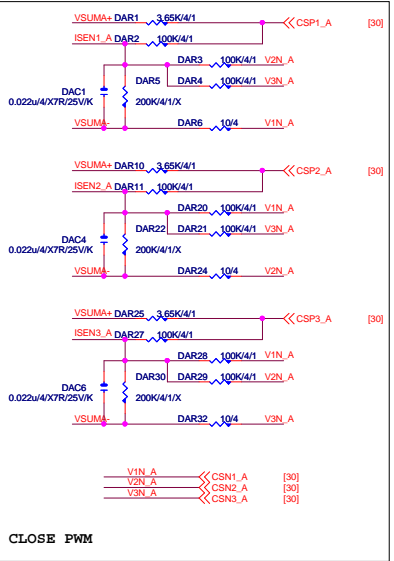 VSUMA+ DAR1 3.65K/4/1 CSP1_A [30]
ISEN1_A DAR2 100K/4/1
DAR3 100K/4/1 V2N_A
DAC1 DAR5 DAR4 100K/4/1 V3N_A
0.022u/4/X7R/25V/K 200K/4/1/X
VSUMA- DAR6 10/4 V1N_A
VSUMA+ DAR10 3.65K/4/1 CSP2_A [30]
ISEN2_A DAR11 100K/4/1
DAR20 100K/4/1 V1N_A
DAC4 DAR22 DAR21 100K/4/1 V3N_A
0.022u/4/X7R/25V/K 200K/4/1/X
VSUMA- DAR24 10/4 V2N_A
VSUMA+ DAR25 3.65K/4/1 CSP3_A [30]
ISEN3_A DAR27 100K/4/1
DAR28 100K/4/1 V1N_A
DAC6 DAR30 DAR29 100K/4/1 V2N_A
0.022u/4/X7R/25V/K 200K/4/1/X
VSUMA- DAR32 10/4 V3N_A
V1N_A CSN1_A [30]
V2N_A CSN2_A [30]
V3N_A CSN3_A [30]
CLOSE PWM